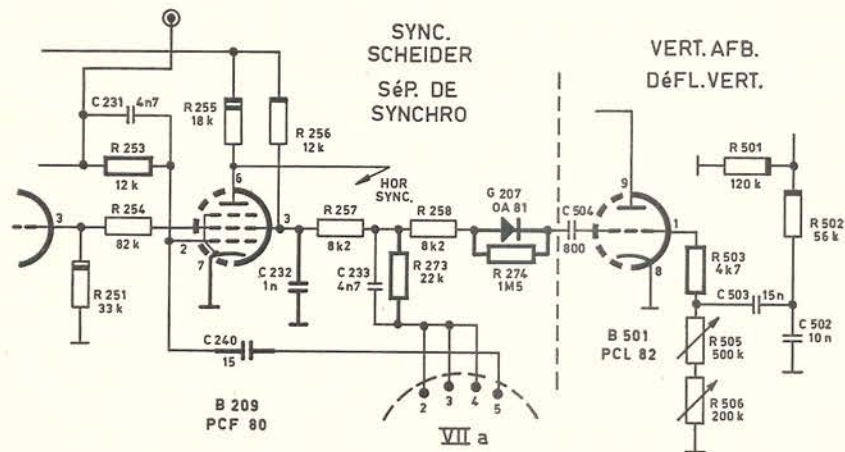 SYNC.
SCHEIDER
SéP. DE
SYNCHRO
VERT. AFB.
DéFL. VERT.
C 231 4n7
R 253
12 k
R 254
82 k
R 251
33 k
3
2
7
6
3
R 255
18 k
R 256
12 k
HOR
SYNC.
R 257
8k2
R 258
8k2
C 232
1n
C 233
4n7
R 273
22 k
G 207
OA 81
R 274
1M5
C 504
800
9
1
8
R 501
120 k
R 502
56 k
R 503
4k7
C 503 15n
C 502
10 n
R 505
500 k
R 506
200 k
C 240
15
B 209
PCF 80
B 501
PCL 82
2 3 4 5
VII a